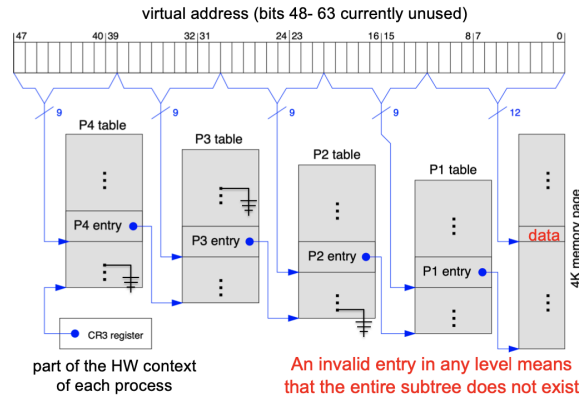 virtual address (bits 48- 63 currently unused)
47 40 39 32 31 24 23 16 15 8 7 0
9 9 9 9 12
P4 table
P3 table
P2 table
P1 table
P4 entry
P3 entry
P2 entry
P1 entry
data
4K memory page
CR3 register
part of the HW context
of each process
An invalid entry in any level means
that the entire subtree does not exist